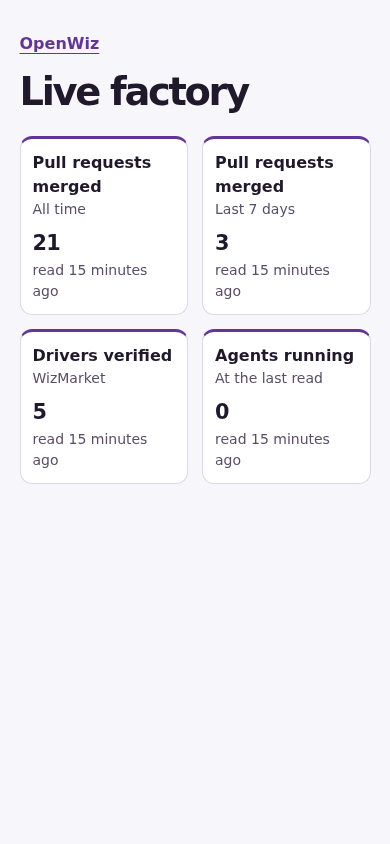 OpenWiz
Live factory
Pull requests
merged
All time
21
read 15 minutes
ago
Pull requests
merged
Last 7 days
3
read 15 minutes
ago
Drivers verified
WizMarket
5
read 15 minutes
ago
Agents running
At the last read
0
read 15 minutes
ago